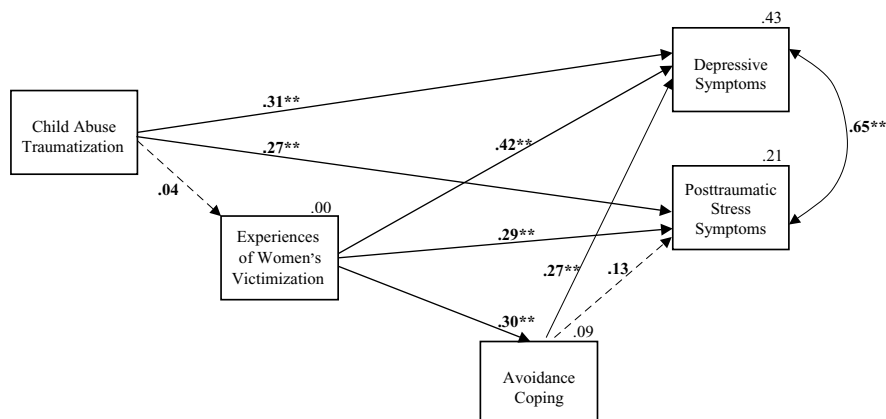 .43
Depressive
Symptoms
.31**
Child Abuse
Traumatization
.65**
.42**
.27**
.21
.04
Posttraumatic
Stress
Symptoms
.00
Experiences
of Women's
Victimization
.29**
.27**
.13
.30**
.09
Avoidance
Coping